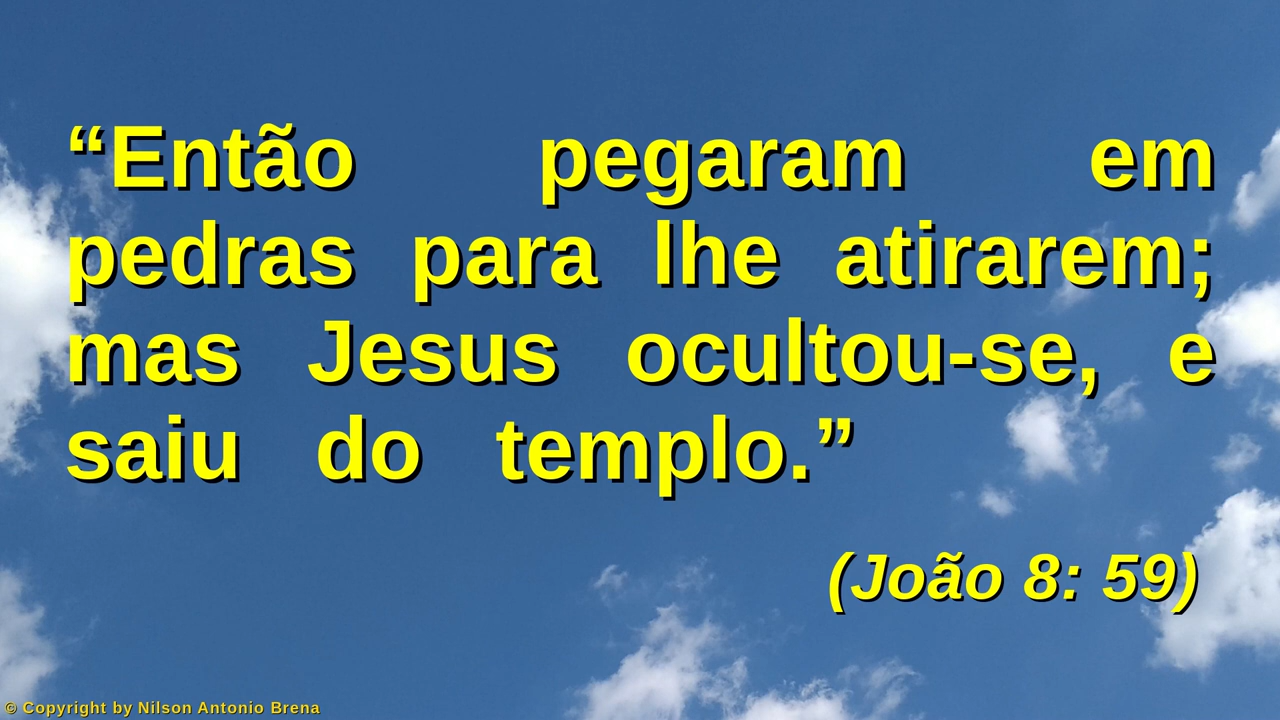 “Então pegaram em
pedras para lhe atirarem;
mas Jesus ocultou-se, e
saiu do templo.”
(João 8: 59)
© Copyright by Nilson Antonio Brena